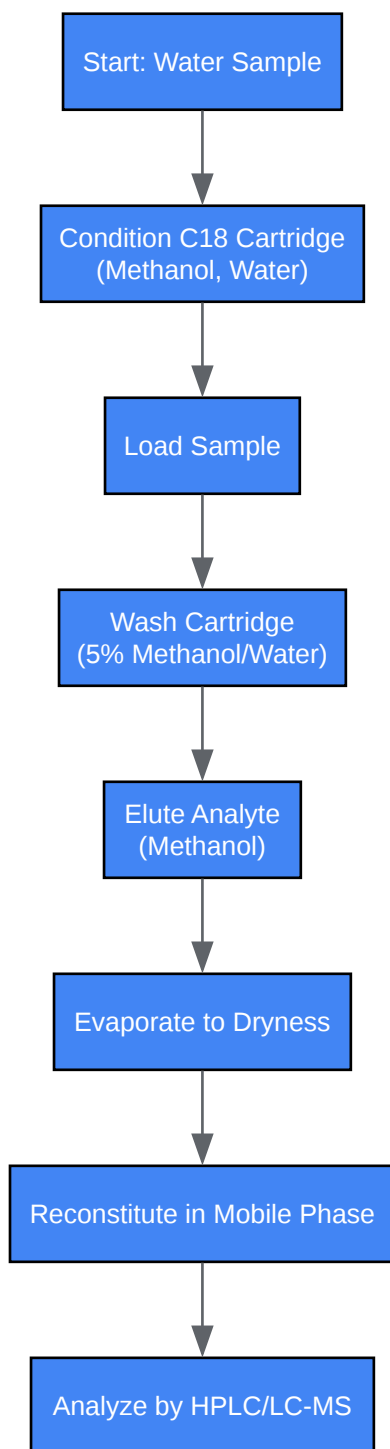 Start: Water Sample
Condition C18 Cartridge
(Methanol, Water)
Load Sample
Wash Cartridge
(5% Methanol/Water)
Elute Analyte
(Methanol)
Evaporate to Dryness
Reconstitute in Mobile Phase
Analyze by HPLC/LC-MS